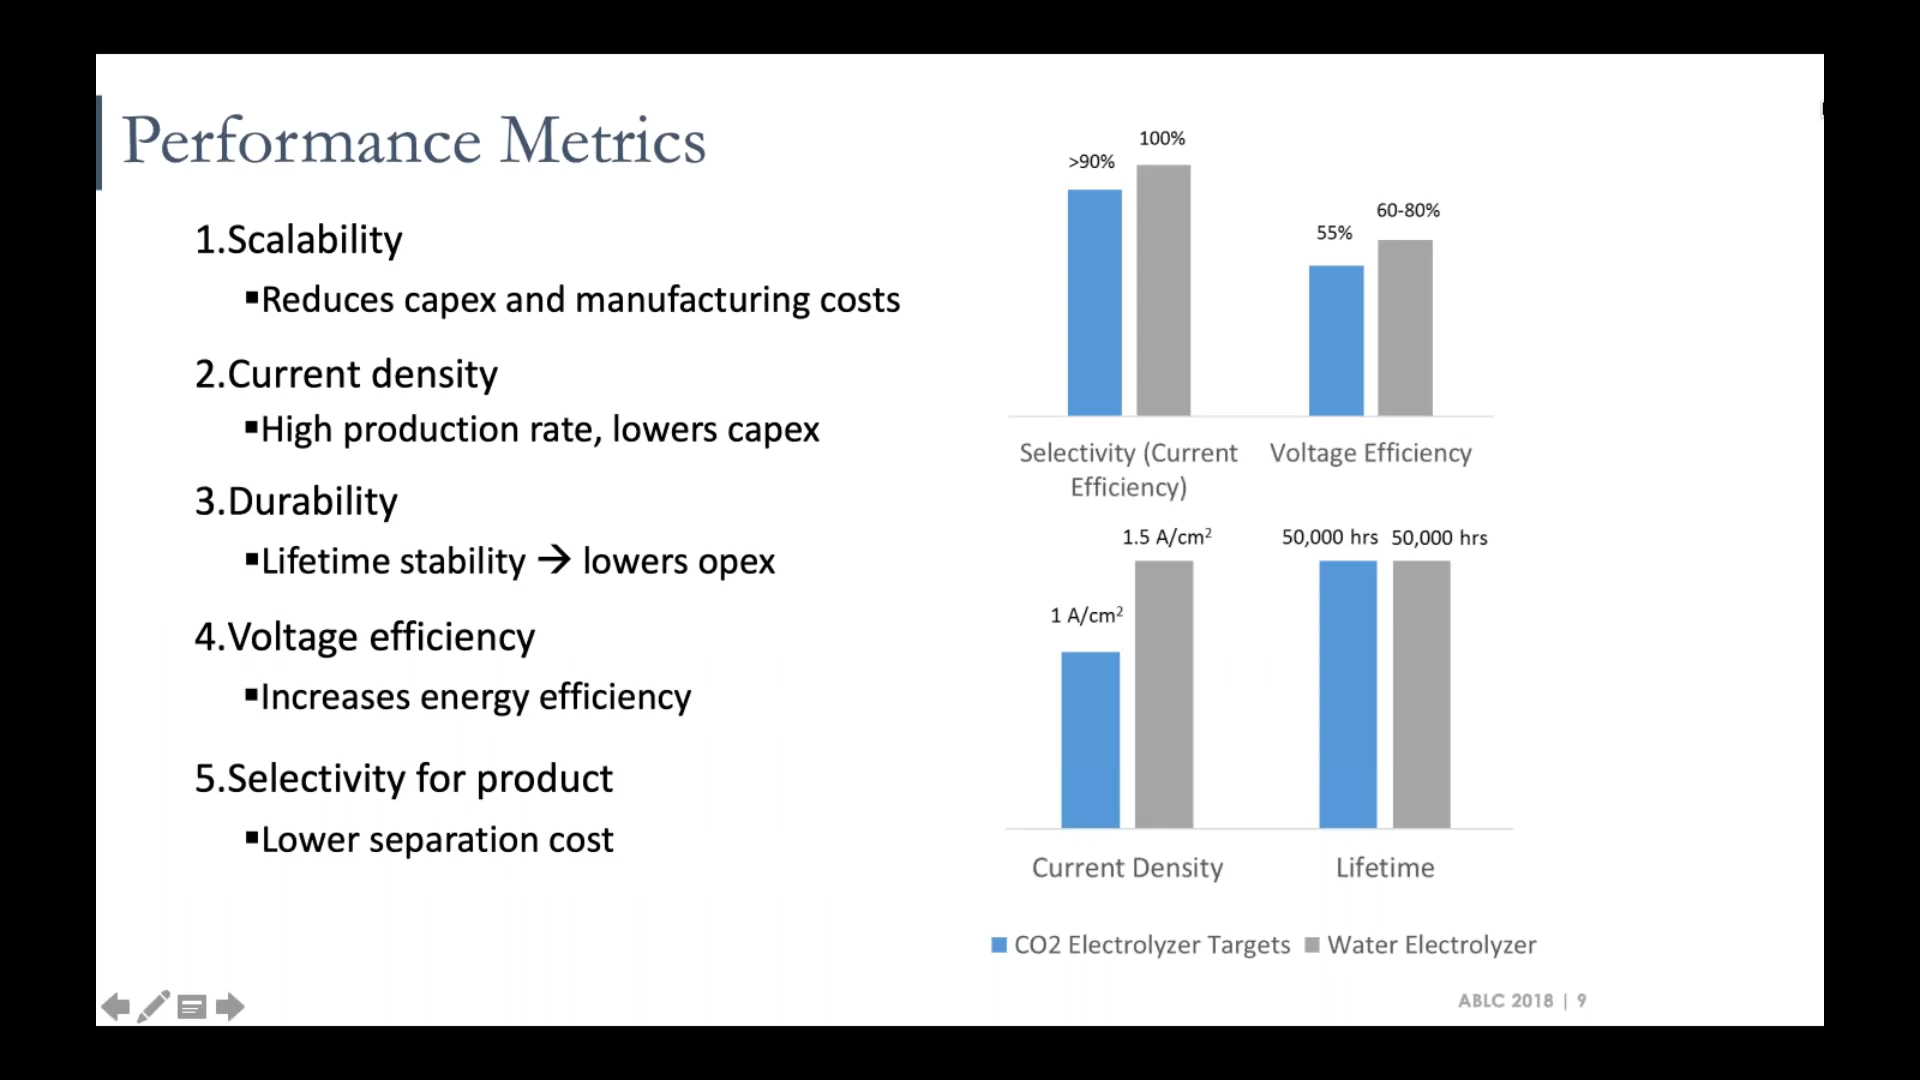 Performance Metrics
1.Scalability
▪Reduces capex and manufacturing costs
2.Current density
▪High production rate, lowers capex
3.Durability
▪Lifetime stability → lowers opex
4.Voltage efficiency
▪Increases energy efficiency
5.Selectivity for product
▪Lower separation cost
>90%
100%
55%
60-80%
Selectivity (Current
Efficiency)
Voltage Efficiency
1 A/cm²
1.5 A/cm²
50,000 hrs
50,000 hrs
Current Density
Lifetime
CO2 Electrolyzer Targets
Water Electrolyzer
ABLC 2018 | 9